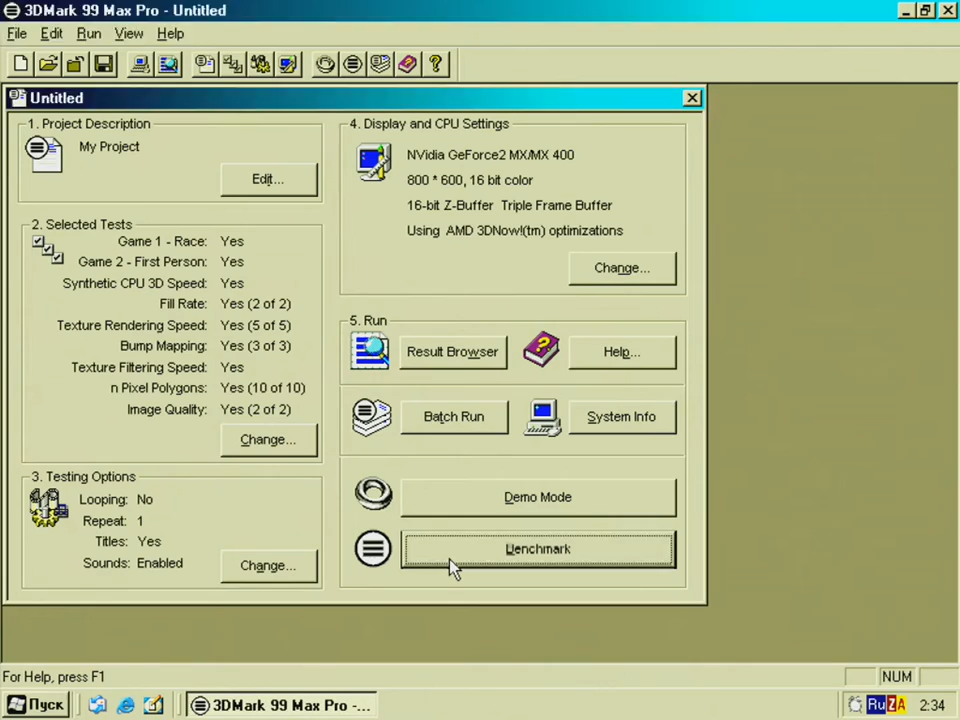 3DMark 99 Max Pro - Untitled
File Edit Run View Help
Untitled
1. Project Description
My Project
Edit...
2. Selected Tests
Game 1 - Race: Yes
Game 2 - First Person: Yes
Synthetic CPU 3D Speed: Yes
Fill Rate: Yes (2 of 2)
Texture Rendering Speed: Yes (5 of 5)
Bump Mapping: Yes (3 of 3)
Texture Filtering Speed: Yes
n Pixel Polygons: Yes (10 of 10)
Image Quality: Yes (2 of 2)
Change...
3. Testing Options
Looping: No
Repeat: 1
Titles: Yes
Sounds: Enabled
Change...
4. Display and CPU Settings
NVidia GeForce2 MX/MX 400
800 * 600, 16 bit color
16-bit Z-Buffer Triple Frame Buffer
Using AMD 3DNow!(tm) optimizations
Change...
5. Run
Result Browser
Help...
Batch Run
System Info
Demo Mode
Benchmark
For Help, press F1
NUM
Пуск
3DMark 99 Max Pro -...
RuZA
2:34